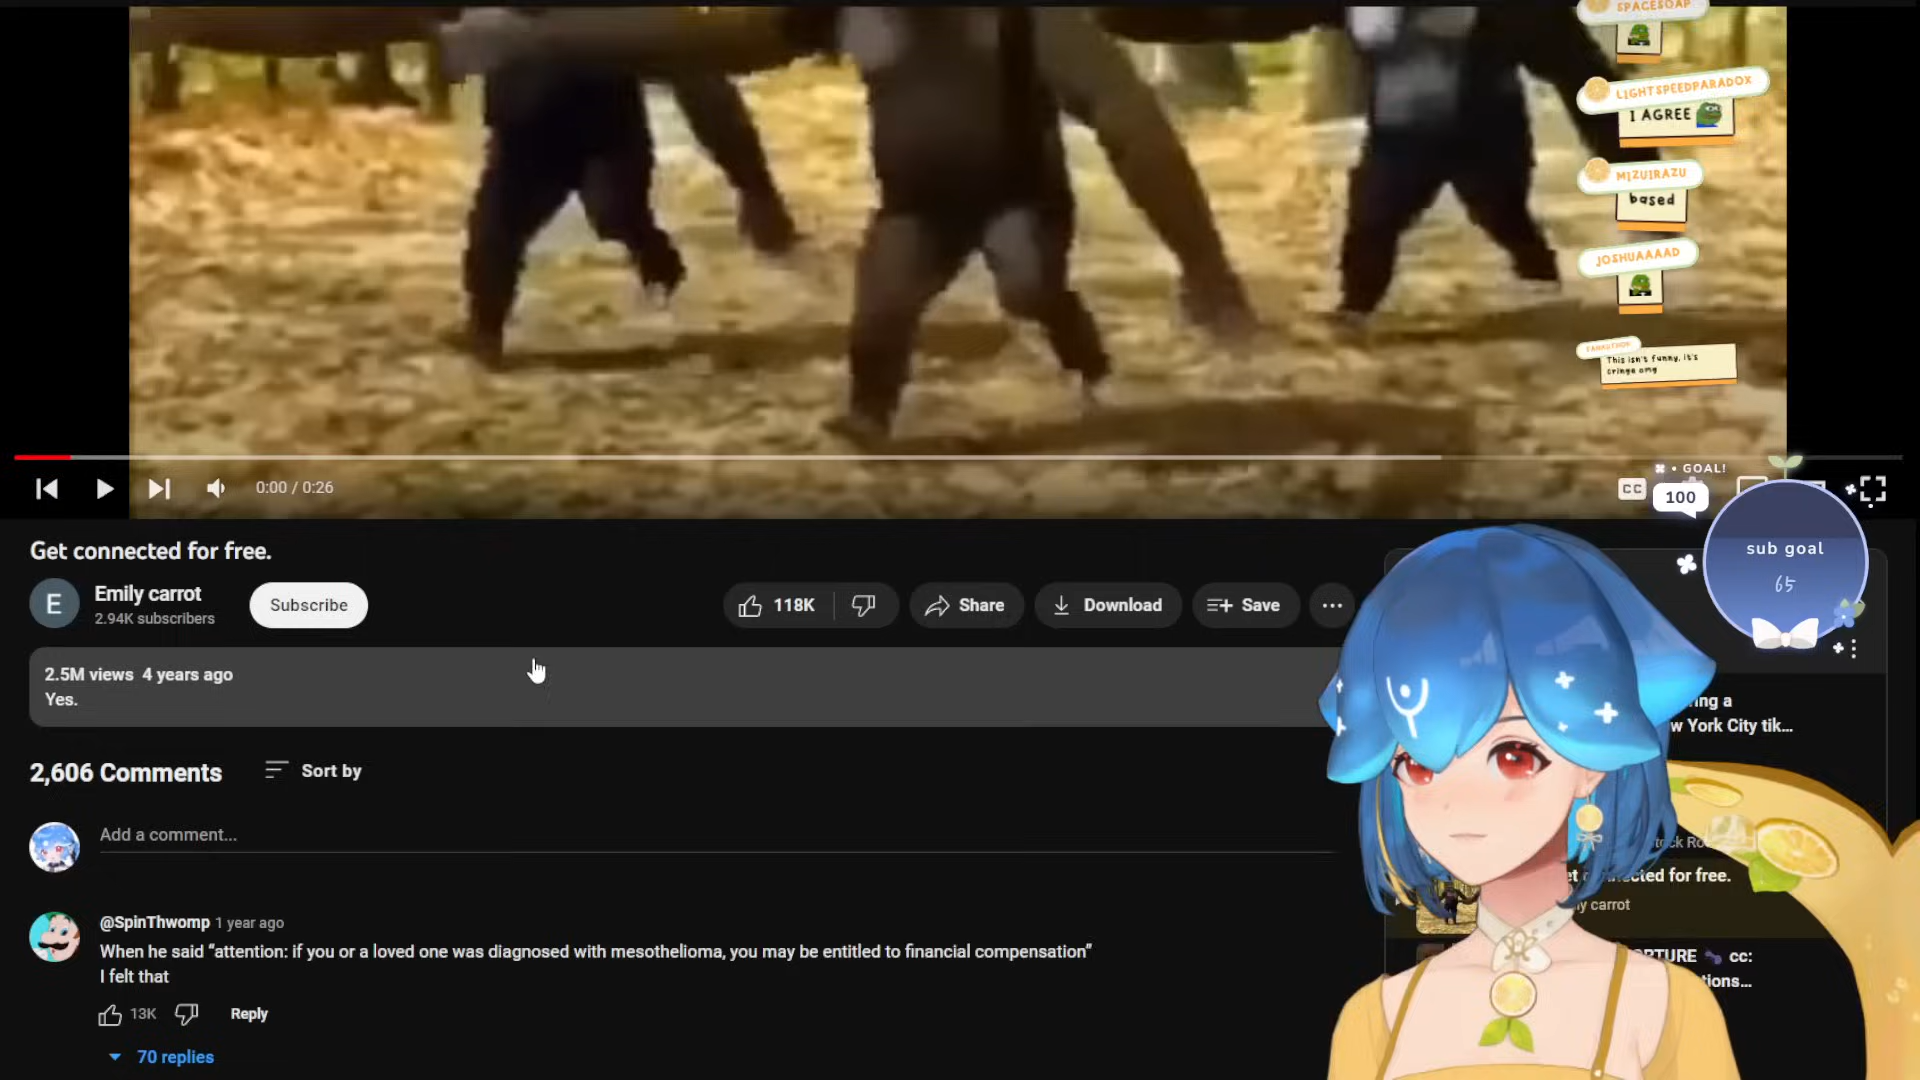 SPACESOAP
LIGHTSPEEDPARADOX
I AGREE
MIZUIRAZU
based
JOSHUAAAAD
This isn't funny, it's
cringe omg
0:00 / 0:26
CC
GOAL!
100
sub goal
65
Get connected for free.
E
Emily carrot
2.94K subscribers
Subscribe
118K
Share
Download
Save
2.5M views 4 years ago
Yes.
ing a
w York City tik...
2,606 Comments
Sort by
Add a comment...
et connected for free.
ly carrot
@SpinThwomp 1 year ago
When he said “attention: if you or a loved one was diagnosed with mesothelioma, you may be entitled to financial compensation”
I felt that
cc:
tions...
13K
Reply
70 replies